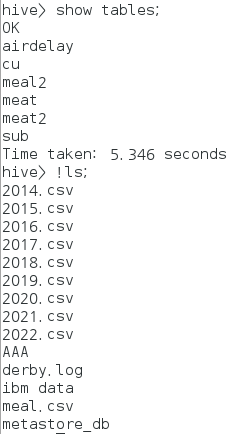 hive> show tables;
OK
airdelay
cu
meal2
meat
meat2
sub
Time taken: 5.346 seconds
hive> !ls;
2014.csv
2015.csv
2016.csv
2017.csv
2018.csv
2019.csv
2020.csv
2021.csv
2022.csv
AAA
derby.log
ibm data
meal.csv
metastore_db